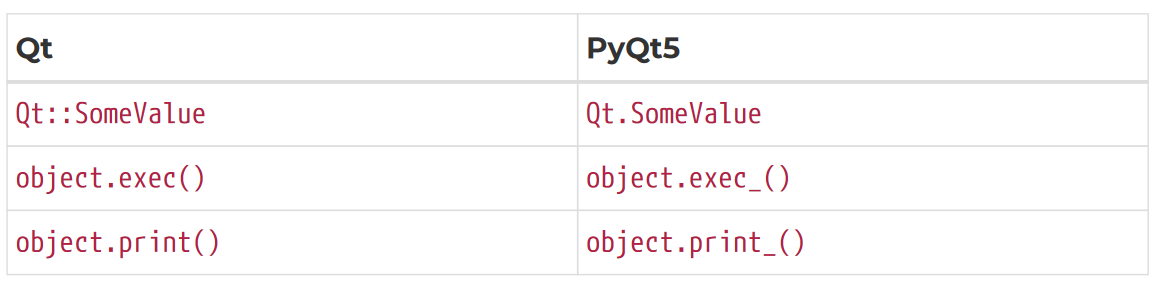 Qt PyQt5
Qt::SomeValue Qt.SomeValue
object.exec() object.exec_()
object.print() object.print_()